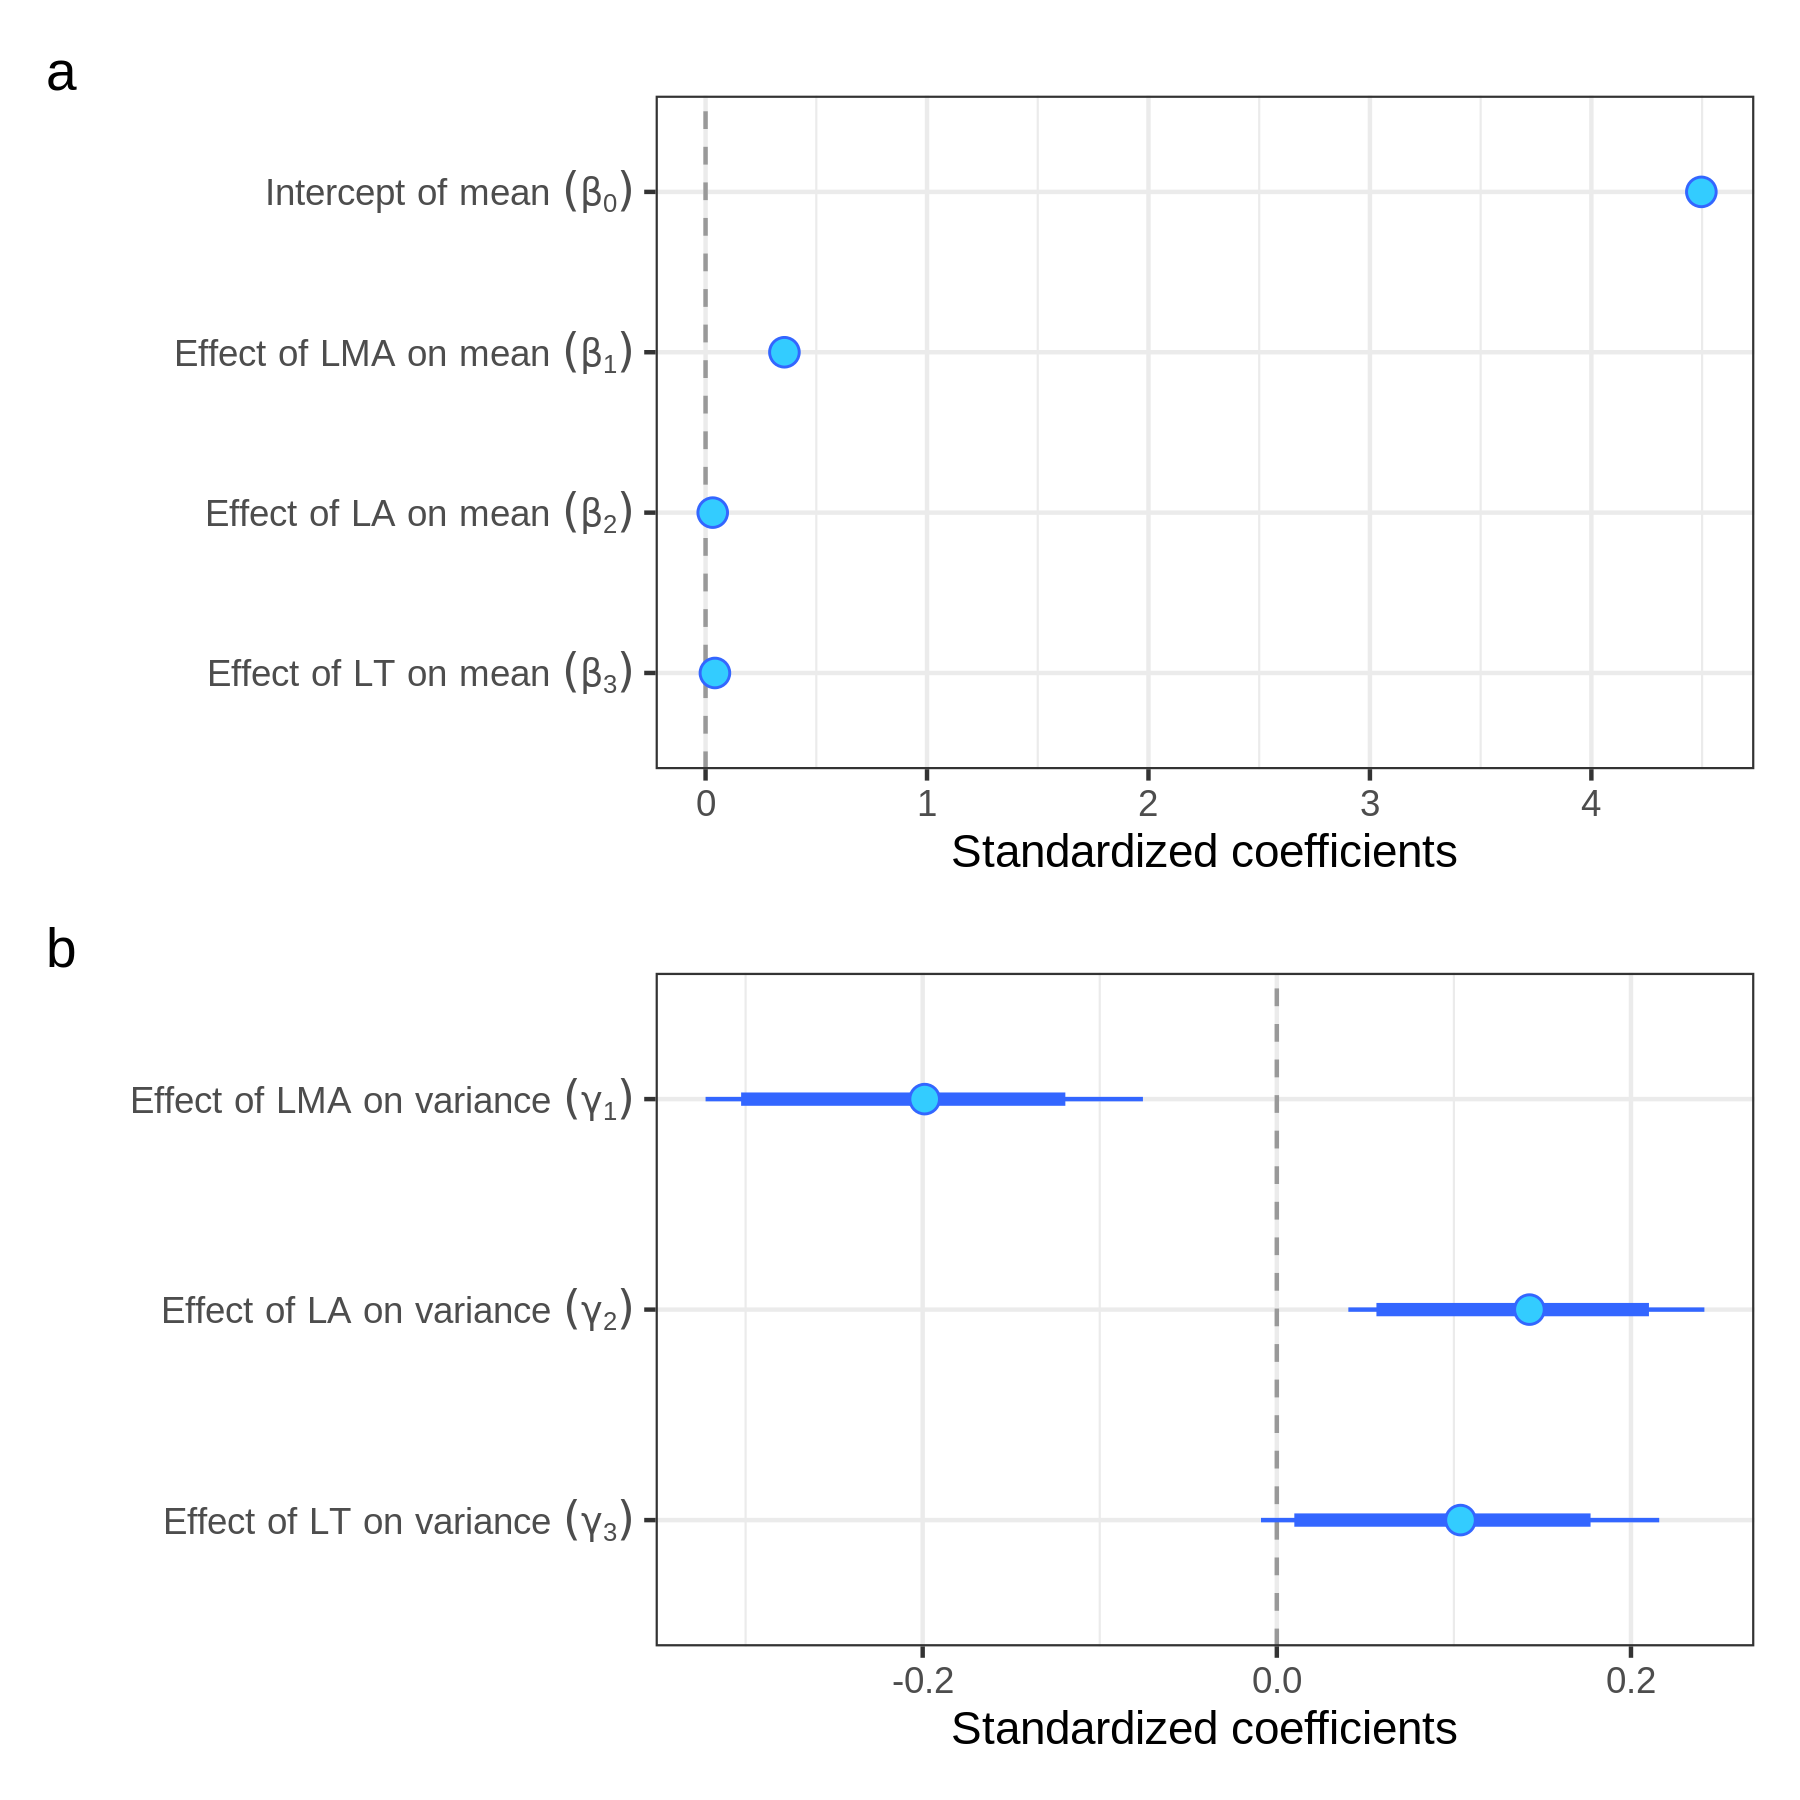 a
Intercept of mean (β₀)
Effect of LMA on mean (β₁)
Effect of LA on mean (β₂)
Effect of LT on mean (β₃)
0 1 2 3 4
Standardized coefficients
b
Effect of LMA on variance (γ₁)
Effect of LA on variance (γ₂)
Effect of LT on variance (γ₃)
-0.2 0.0 0.2
Standardized coefficients